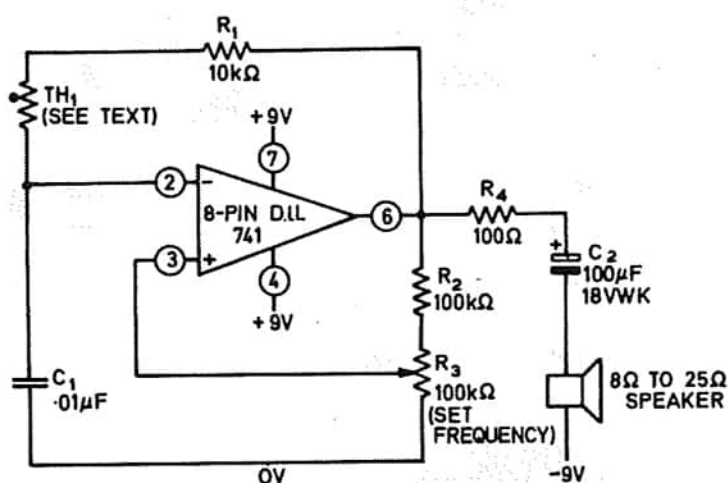 R1
10kΩ
TH1
(SEE TEXT)
+9V
7
2
-
8-PIN D.I.L
741
6
3
+
4
+9V
R4
100Ω
+
C2
100μF
18VWK
R2
100kΩ
R3
100kΩ
(SET
FREQUENCY)
C1
·01μF
8Ω TO 25Ω
SPEAKER
0V
-9V